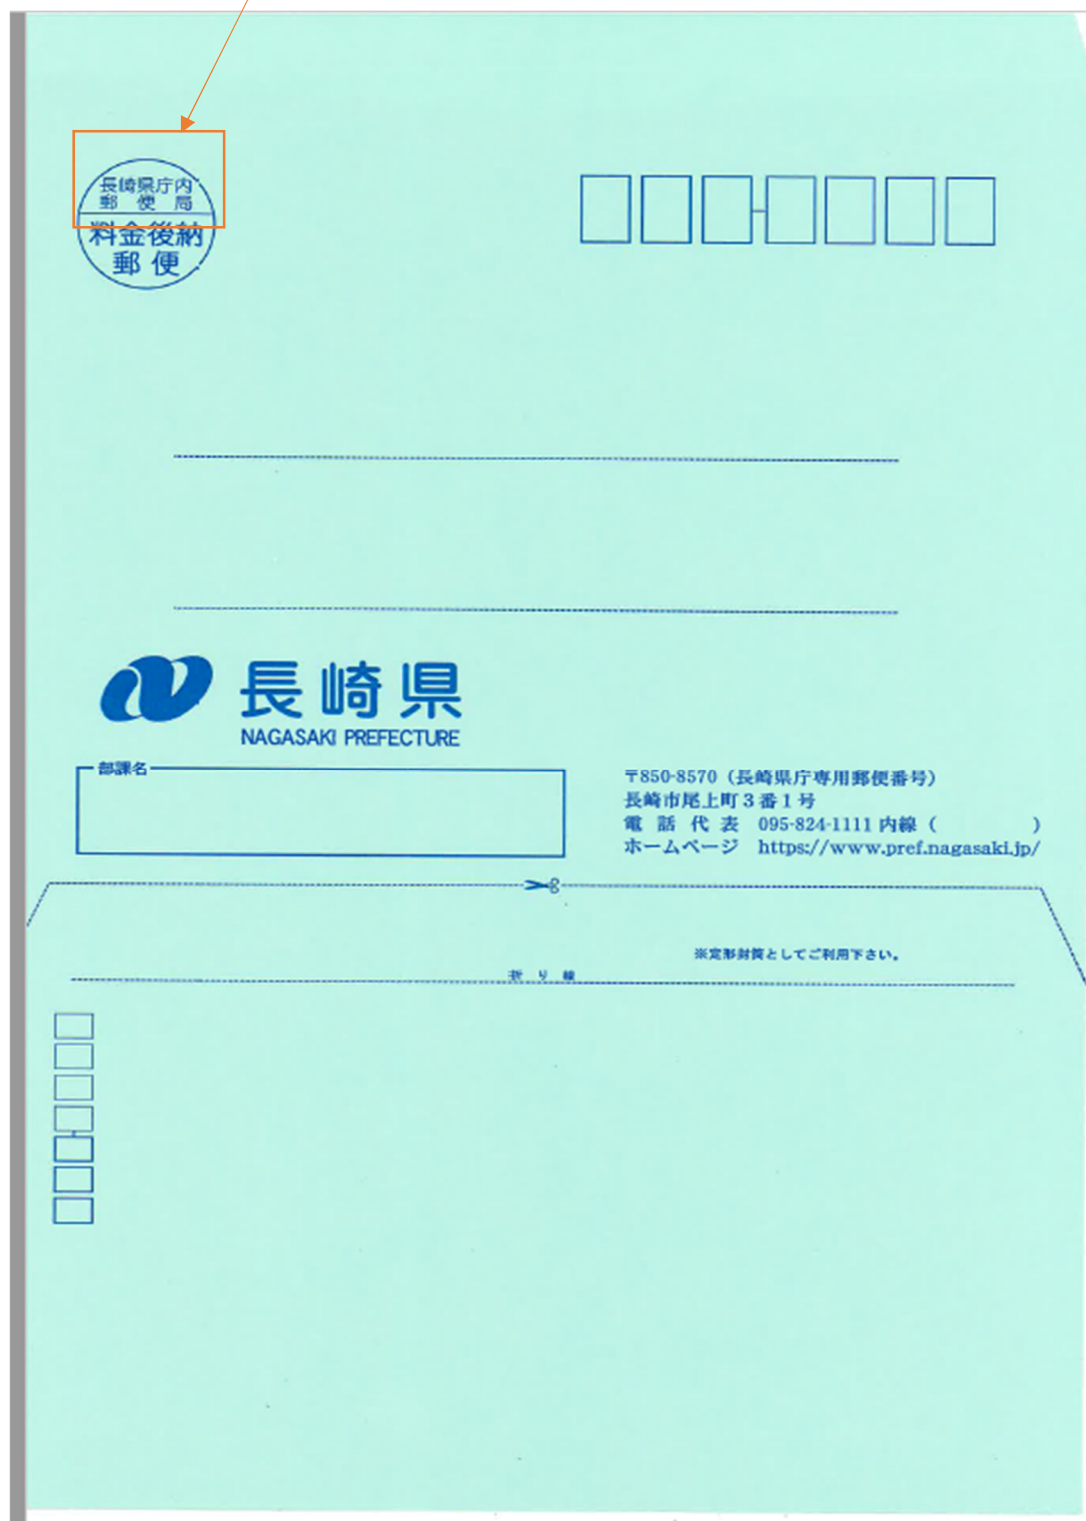 長崎県庁内
郵便局
料金後納
郵便
長崎県
NAGASAKI PREFECTURE
部課名
〒850-8570（長崎県庁専用郵便番号）
長崎市尾上町3番1号
電話代表 095-824-1111 内線（ ）
ホームページ https://www.pref.nagasaki.jp/
※定形封筒としてご利用下さい。
折り線